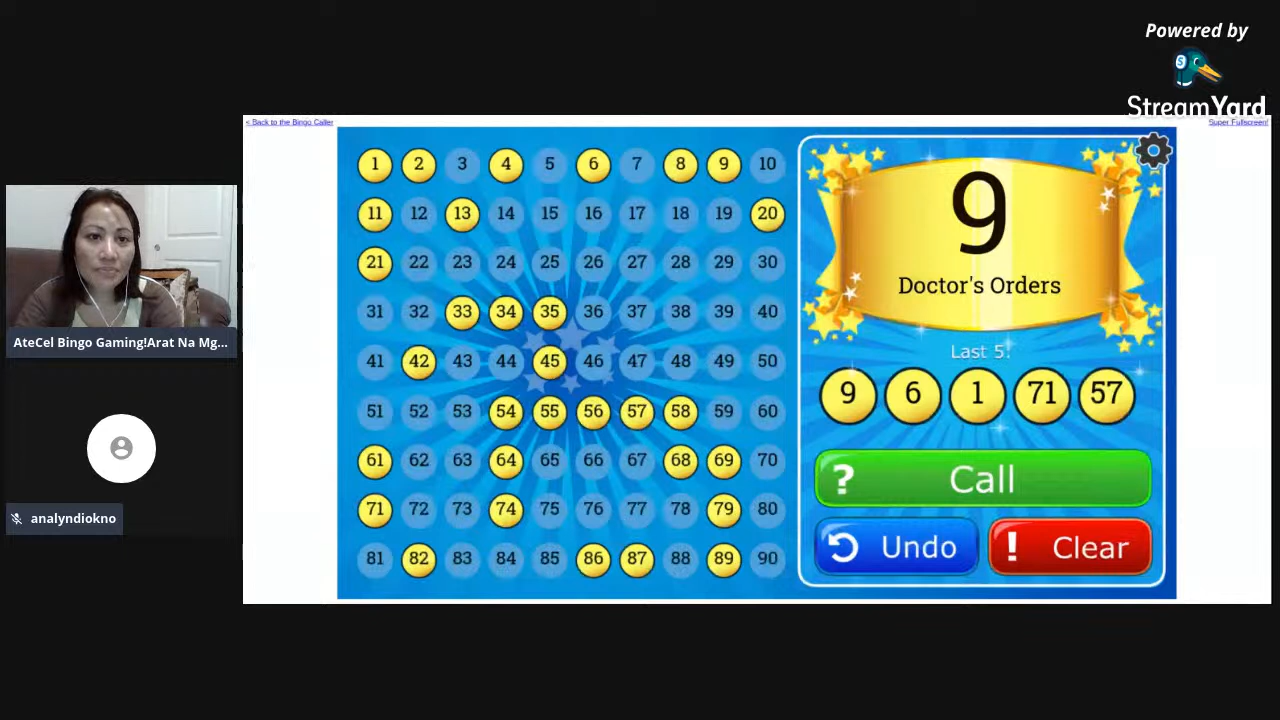 Powered by
StreamYard
< Back to the Bingo Caller
Super Fullscreen!
1 2 3 4 5 6 7 8 9 10
11 12 13 14 15 16 17 18 19 20
21 22 23 24 25 26 27 28 29 30
31 32 33 34 35 36 37 38 39 40
41 42 43 44 45 46 47 48 49 50
51 52 53 54 55 56 57 58 59 60
61 62 63 64 65 66 67 68 69 70
71 72 73 74 75 76 77 78 79 80
81 82 83 84 85 86 87 88 89 90
9
Doctor's Orders
Last 5:
9 6 1 71 57
? Call
Undo
! Clear
AteCel Bingo Gaming!Arat Na Mg...
analyndiokno